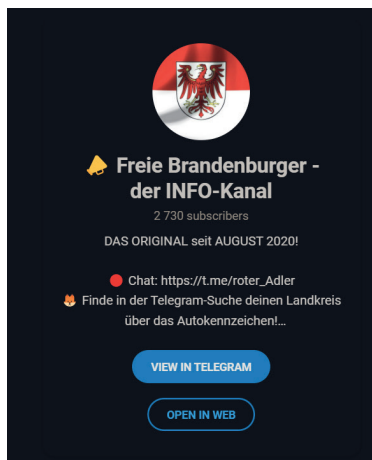 📣 Freie Brandenburger -
der INFO-Kanal
2 730 subscribers
DAS ORIGINAL seit AUGUST 2020!
🔴 Chat: https://t.me/roter_Adler
🦊 Finde in der Telegram-Suche deinen Landkreis
über das Autokennzeichen!…
VIEW IN TELEGRAM
OPEN IN WEB